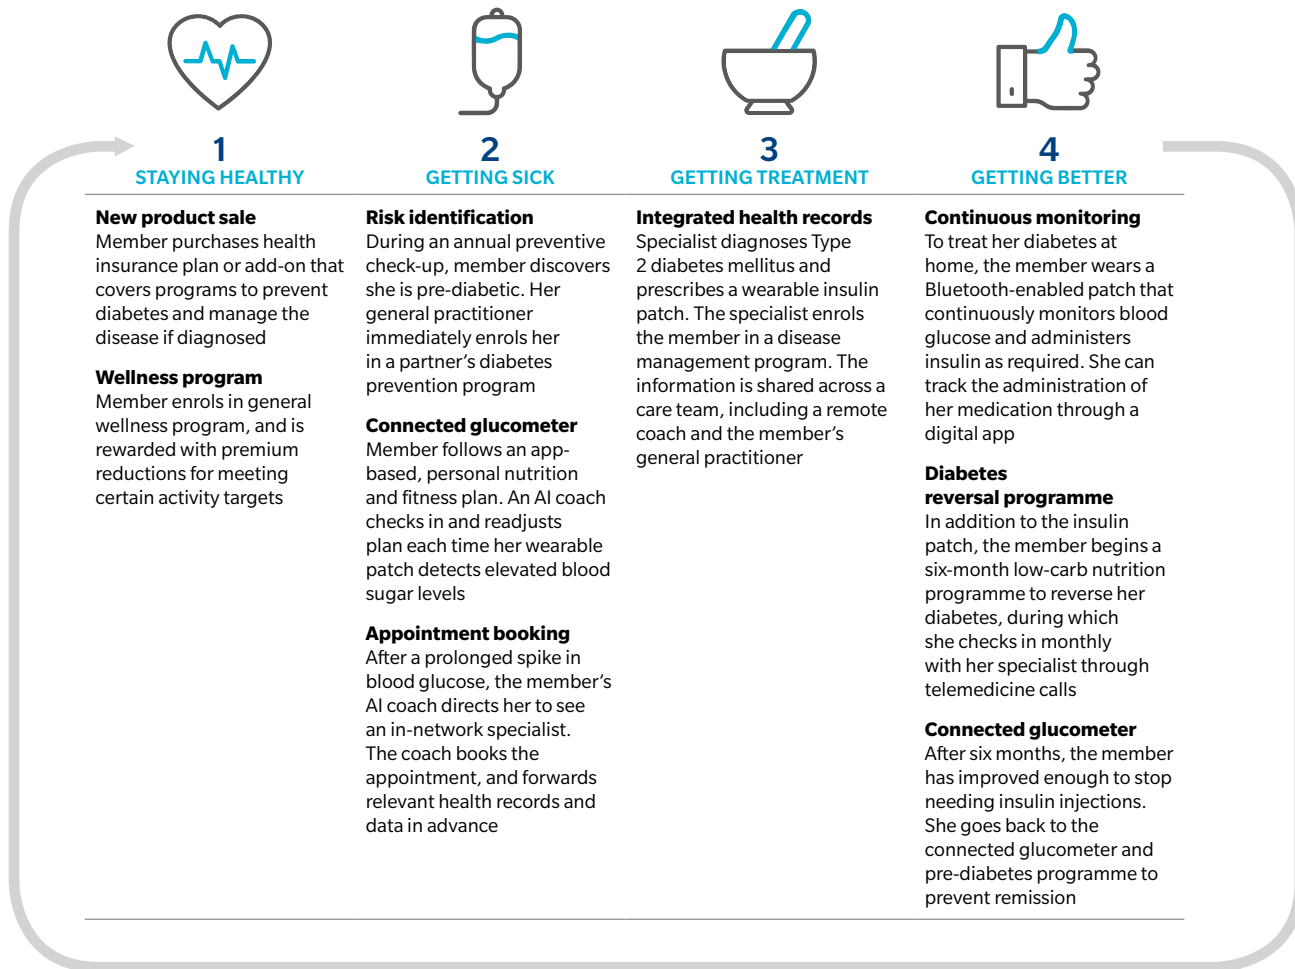 1
STAYING HEALTHY
New product sale
Member purchases health
insurance plan or add-on that
covers programs to prevent
diabetes and manage the
disease if diagnosed
Wellness program
Member enrols in general
wellness program, and is
rewarded with premium
reductions for meeting
certain activity targets
2
GETTING SICK
Risk identification
During an annual preventive
check-up, member discovers
she is pre-diabetic. Her
general practitioner
immediately enrols her
in a partner's diabetes
prevention program
Connected glucometer
Member follows an app-
based, personal nutrition
and fitness plan. An AI coach
checks in and readjusts
plan each time her wearable
patch detects elevated blood
sugar levels
Appointment booking
After a prolonged spike in
blood glucose, the member's
AI coach directs her to see
an in-network specialist.
The coach books the
appointment, and forwards
relevant health records and
data in advance
3
GETTING TREATMENT
Integrated health records
Specialist diagnoses Type
2 diabetes mellitus and
prescribes a wearable insulin
patch. The specialist enrols
the member in a disease
management program. The
information is shared across a
care team, including a remote
coach and the member's
general practitioner
4
GETTING BETTER
Continuous monitoring
To treat her diabetes at
home, the member wears a
Bluetooth-enabled patch that
continuously monitors blood
glucose and administers
insulin as required. She can
track the administration of
her medication through a
digital app
Diabetes
reversal programme
In addition to the insulin
patch, the member begins a
six-month low-carb nutrition
programme to reverse her
diabetes, during which
she checks in monthly
with her specialist through
telemedicine calls
Connected glucometer
After six months, the member
has improved enough to stop
needing insulin injections.
She goes back to the
connected glucometer and
pre-diabetes programme to
prevent remission